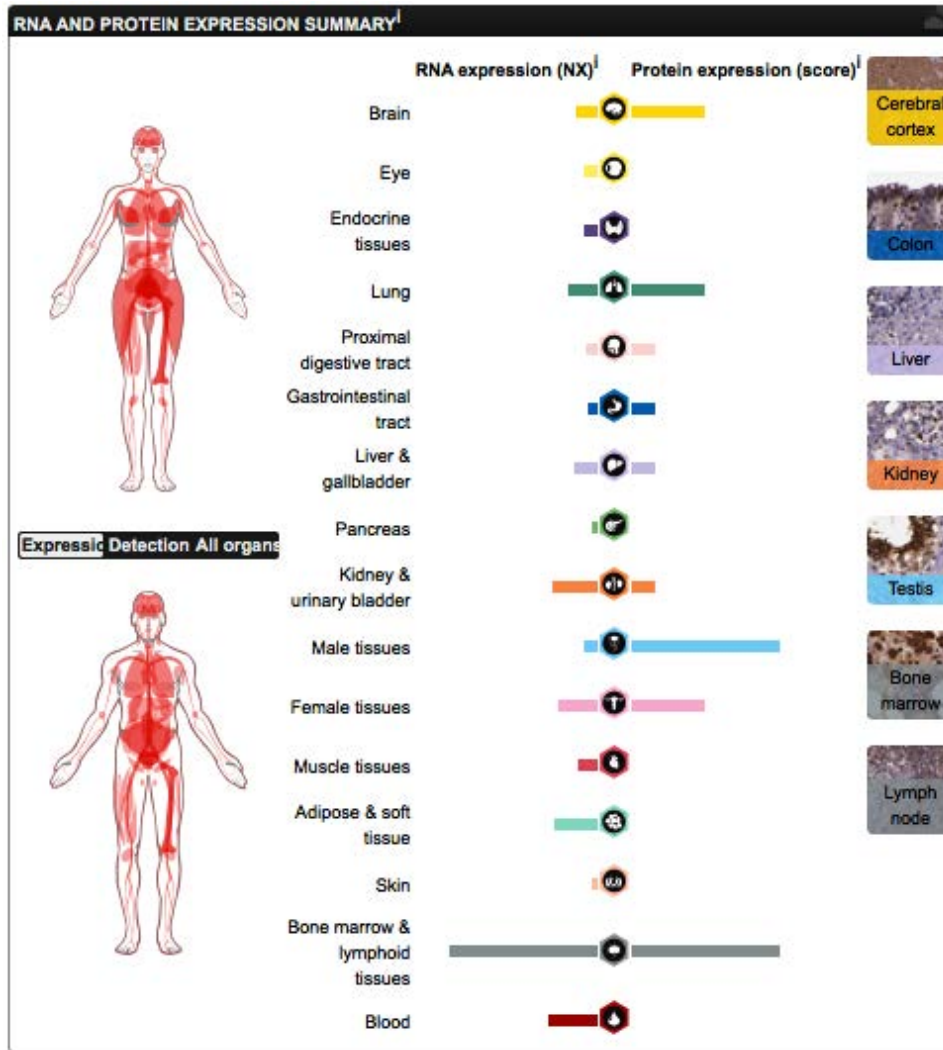 RNA AND PROTEIN EXPRESSION SUMMARYi
RNA expression (NX)i
Protein expression (score)i
Brain
Eye
Endocrine
tissues
Lung
Proximal
digestive tract
Gastrointestinal
tract
Liver &
gallbladder
Pancreas
Kidney &
urinary bladder
Male tissues
Female tissues
Muscle tissues
Adipose & soft
tissue
Skin
Bone marrow &
lymphoid
tissues
Blood
Expressio Detection All organs
Cerebral
cortex
Colon
Liver
Kidney
Testis
Bone
marrow
Lymph
node